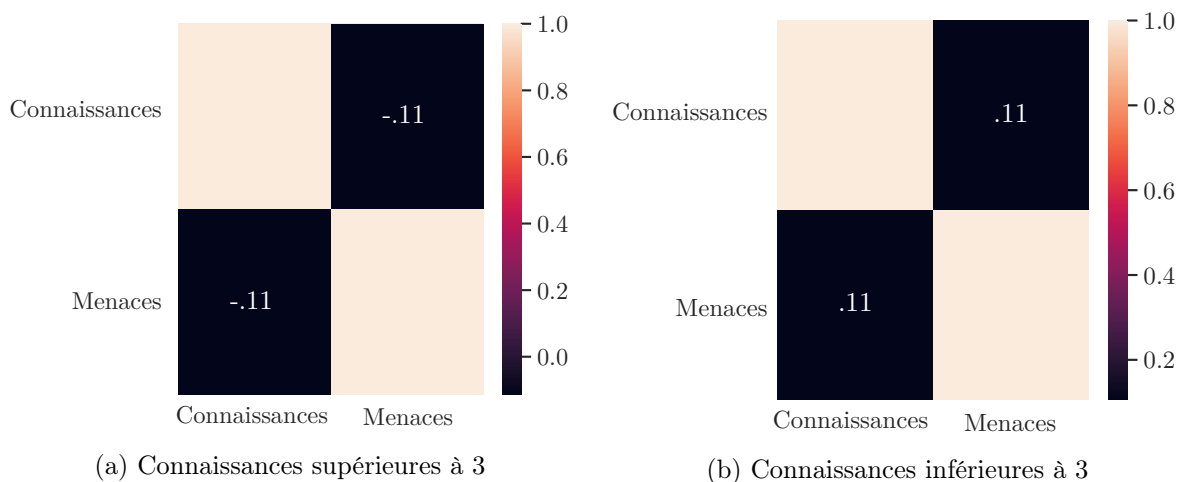 1.0
Connaissances
-.11
0.8
0.6
0.4
Menaces
-.11
0.2
0.0
Connaissances Menaces
(a) Connaissances supérieures à 3
1.0
Connaissances
.11
0.8
0.6
0.4
Menaces
.11
0.2
Connaissances Menaces
(b) Connaissances inférieures à 3